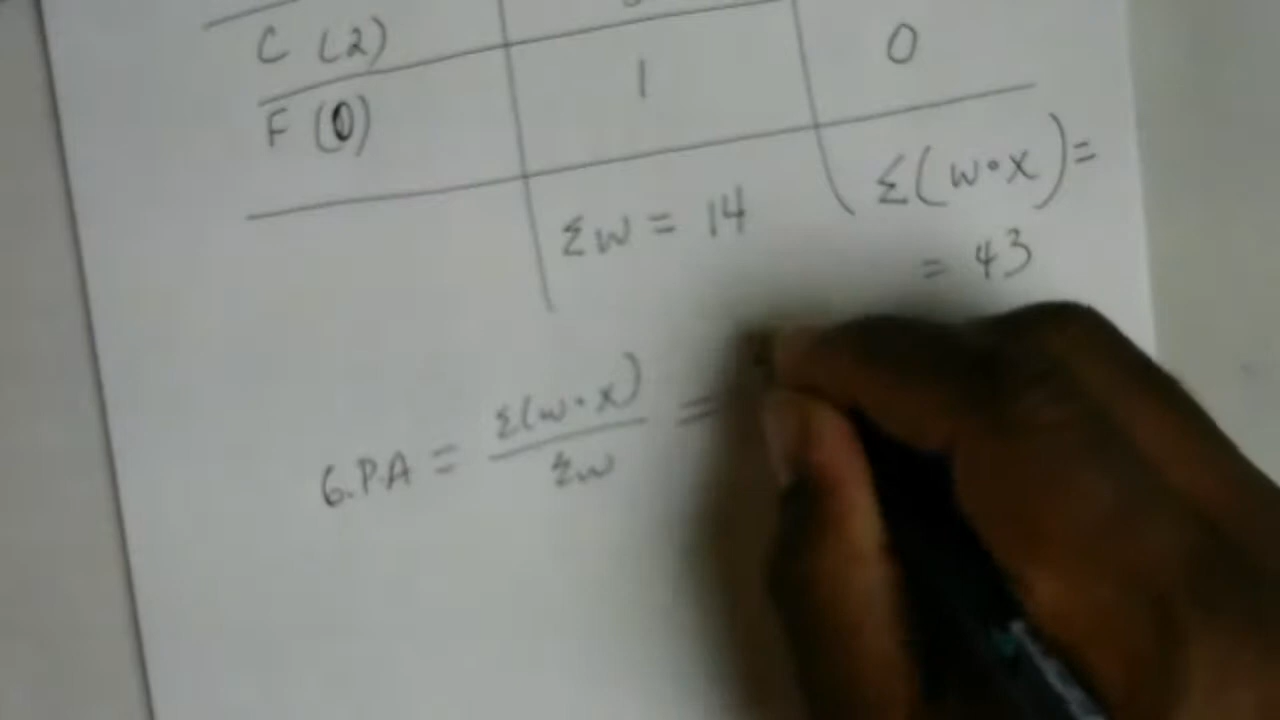 C (2)
F (0) 1 0
Σw = 14 Σ(w•x)=
= 43
G.P.A = Σ(w•x) =
Σw